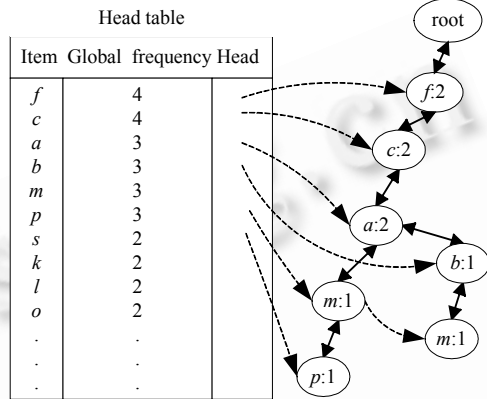 Head table
Item Global frequency Head
f 4
c 4
a 3
b 3
m 3
p 3
s 2
k 2
l 2
o 2
. .
. .
. .
root
f:2
c:2
a:2
b:1
m:1
m:1
p:1